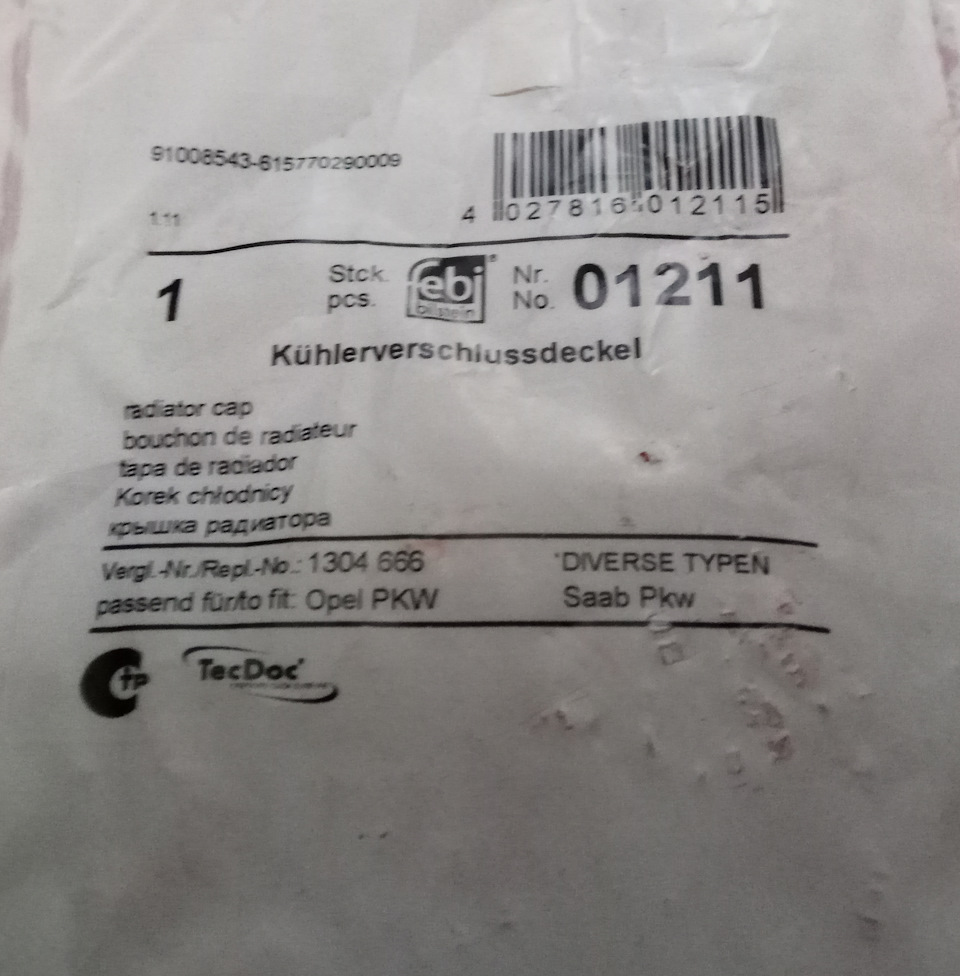 91008543-615770290009
1.11
4 027816 012115
1 Stck. febi Nr. 01211
pcs. bilstein No.
Kühlerverschlussdeckel
radiator cap
bouchon de radiateur
tapa de radiador
Korek chłodnicy
крышка радиатора
Vergl.-Nr./Repl.-No.: 1304 666 *DIVERSE TYPEN
passend für/to fit: Opel PKW Saab Pkw
tP TecDoc